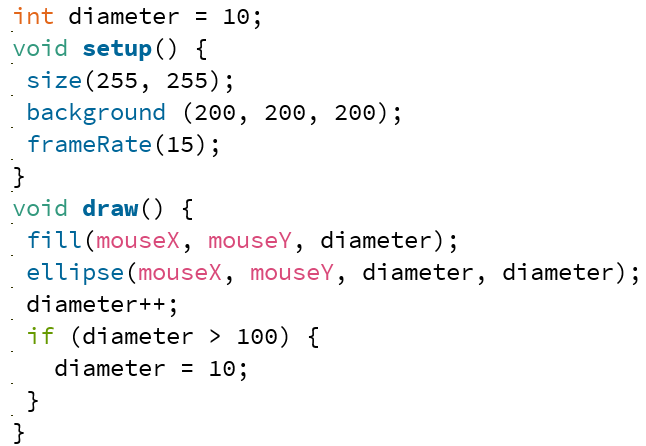 int diameter = 10;
void setup() {
 size(255, 255);
 background (200, 200, 200);
 frameRate(15);
}
void draw() {
 fill(mouseX, mouseY, diameter);
 ellipse(mouseX, mouseY, diameter, diameter);
 diameter++;
 if (diameter > 100) {
   diameter = 10;
 }
}